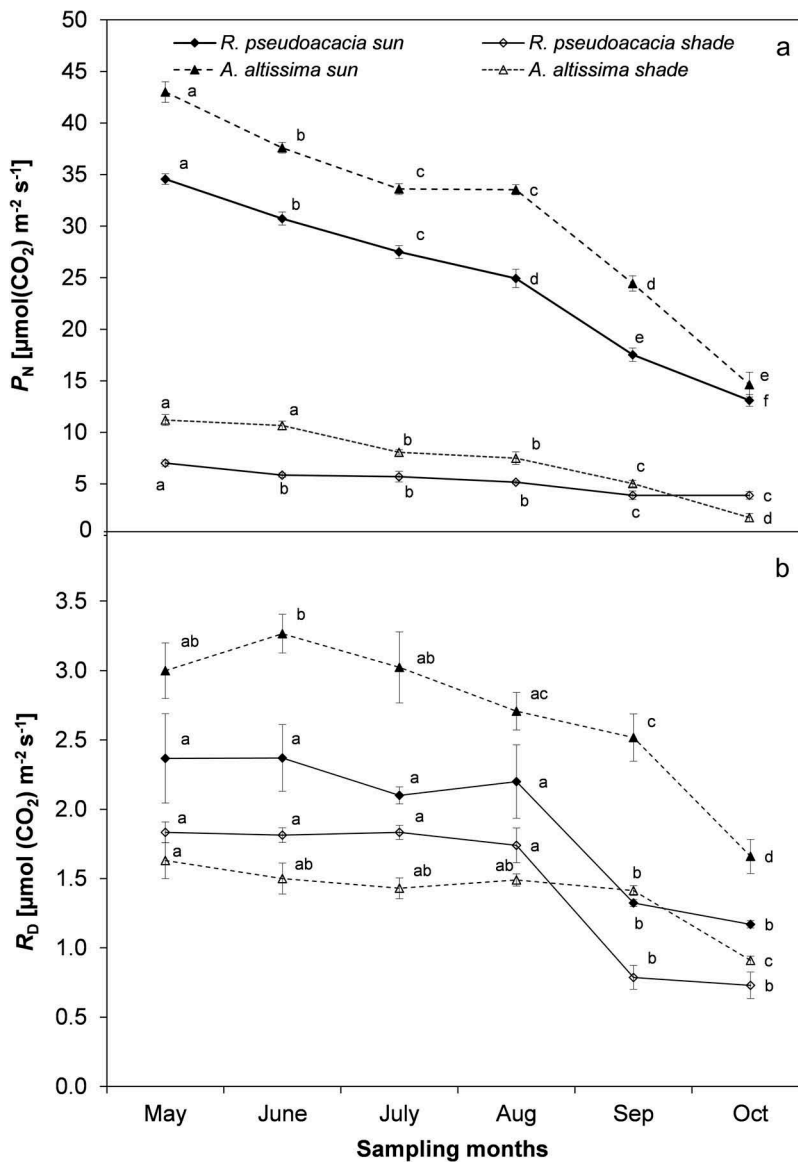 50
R. pseudoacacia sun
R. pseudoacacia shade
a
A. altissima sun
A. altissima shade
45
a
40
b
35
a
c
c
b
30
c
25
d
d
20
e
15
e
f
10
a
a
b
b
c
5
a
b
b
b
c
c
d
0
P_N [µmol(CO₂) m⁻² s⁻¹]
b
3.5
b
3.0
ab
ab
ac
2.5
c
a
a
a
a
2.0
a
a
a
a
d
1.5
a
ab
ab
ab
b
b
b
1.0
c
b
b
0.5
0.0
R_D [µmol (CO₂) m⁻² s⁻¹]
May June July Aug Sep Oct
Sampling months